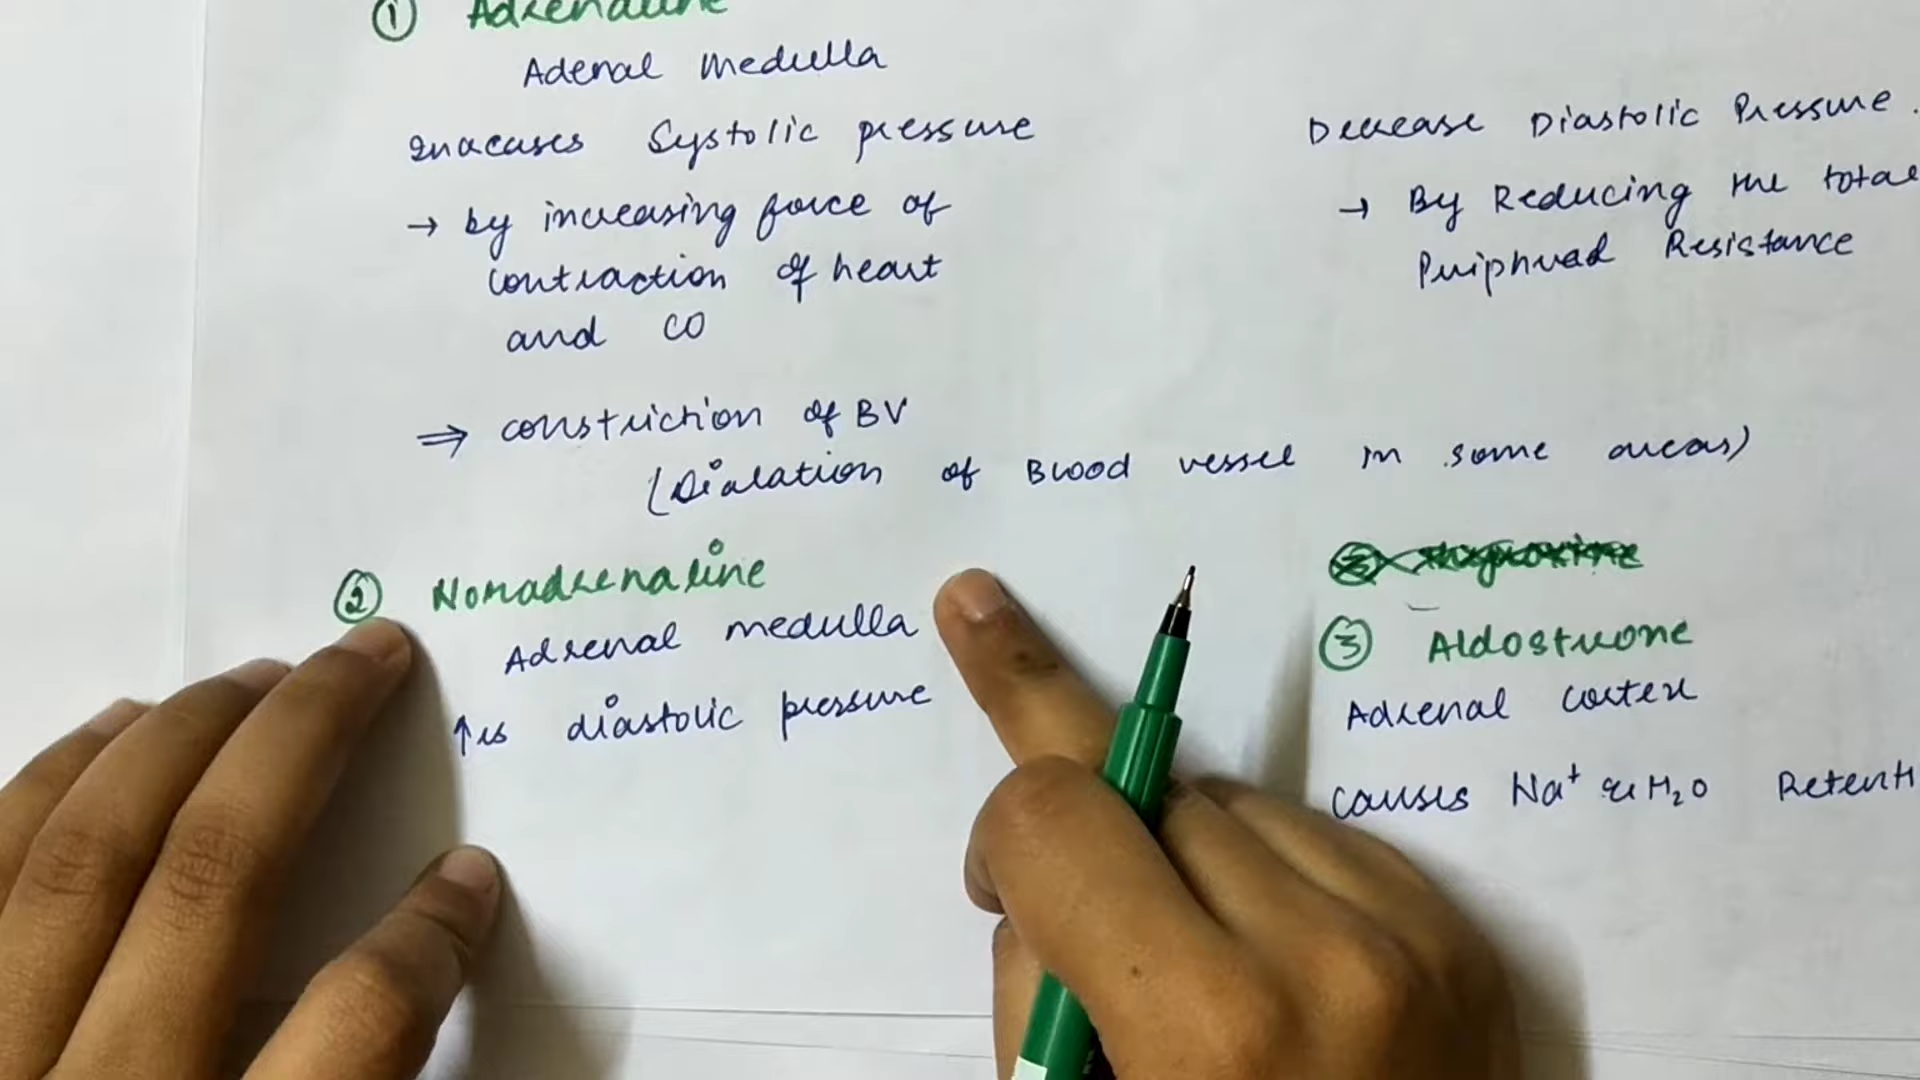 ① Adrenaline
Adenal Medulla
Inacases Systolic pressure
→ by increasing force of
contraction of heart
and CO
⇒ constriction of BV
(Dialation of Blood vessel in some areas)
Decrease Diastolic Pressure.
→ By Reducing the total
Peripheral Resistance
② Noradrenaline
Adrenal medulla
↑es diastolic pressure
③ Aldosterone
Adrenal cortex
causes Na⁺ & H₂O Retenti